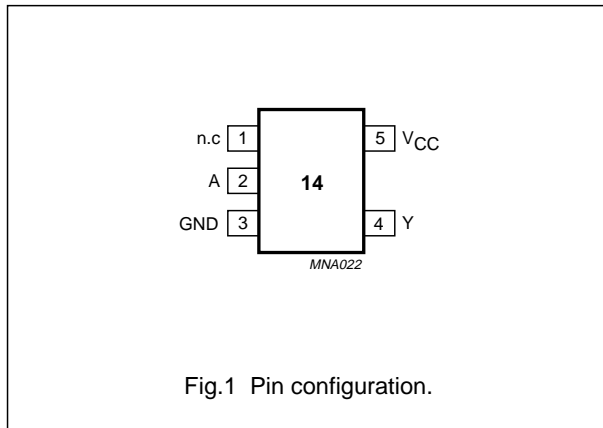 n.c 1 5 VCC
A 2 14
GND 3 4 Y
MNA022
Fig.1 Pin configuration.